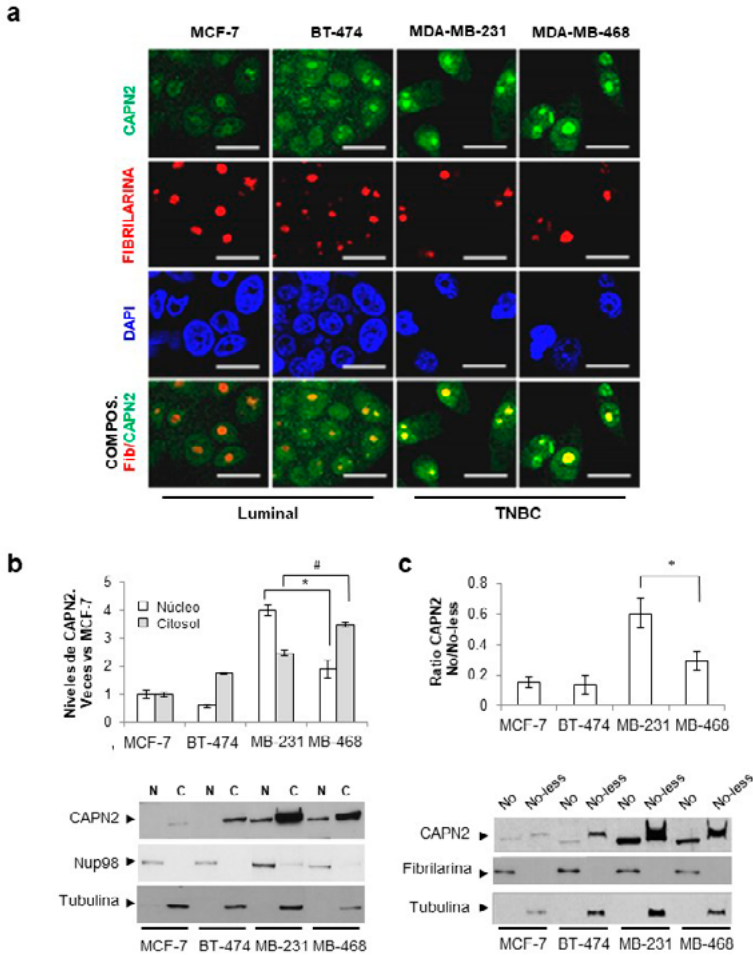 a
MCF-7 BT-474 MDA-MB-231 MDA-MB-468
CAPN2
FIBRILARINA
DAPI
COMPOS.
Fib/CAPN2
Luminal TNBC
b
Niveles de CAPN2.
Veces vs MCF-7
5
4
3
2
1
0
Núcleo
Citosol
#
*
MCF-7 BT-474 MB-231 MB-468
N C N C N C N C
CAPN2
Nup98
Tubulina
MCF-7 BT-474 MB-231 MB-468
c
Ratio CAPN2
No/No-less
0.8
0.6
0.4
0.2
0
*
MCF-7 BT-474 MB-231 MB-468
No No-less No No-less No No-less No No-less
CAPN2
Fibrilarina
Tubulina
MCF-7 BT-474 MB-231 MB-468